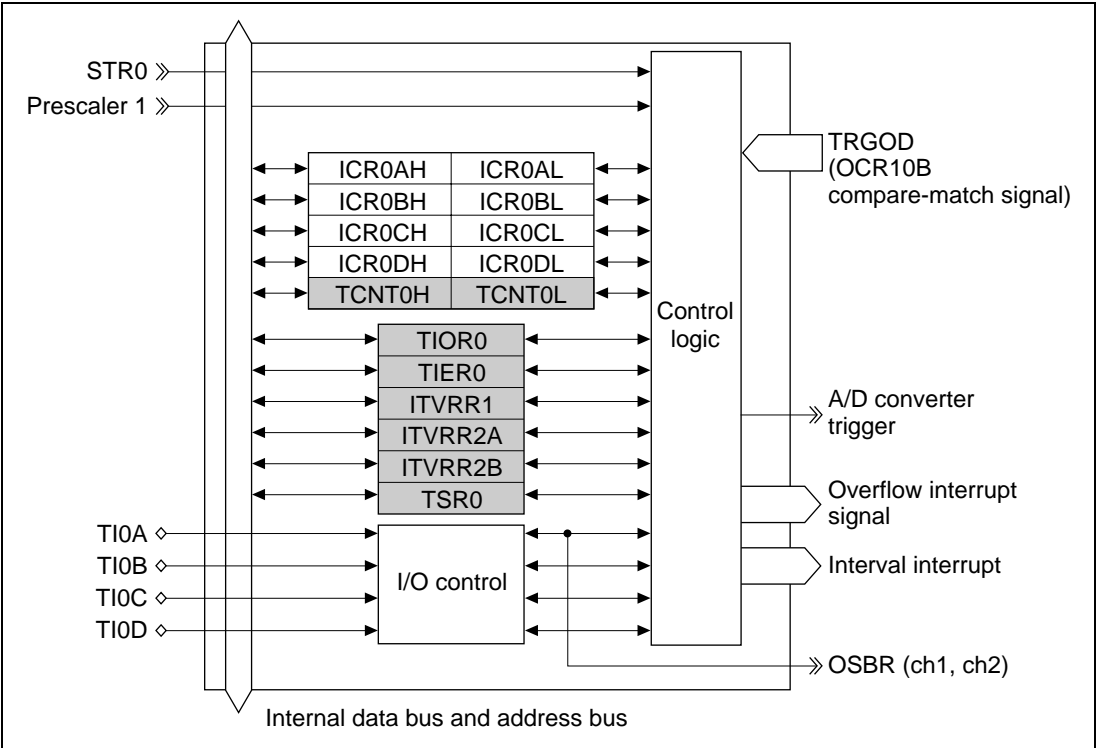 STR0
Prescaler 1
TRGOD
(OCR10B
compare-match signal)
ICR0AH ICR0AL
ICR0BH ICR0BL
ICR0CH ICR0CL
ICR0DH ICR0DL
TCNT0H TCNT0L
Control
logic
TIOR0
TIER0
ITVRR1
ITVRR2A
ITVRR2B
TSR0
A/D converter
trigger
Overflow interrupt
signal
Interval interrupt
TI0A
TI0B
TI0C
TI0D
I/O control
OSBR (ch1, ch2)
Internal data bus and address bus